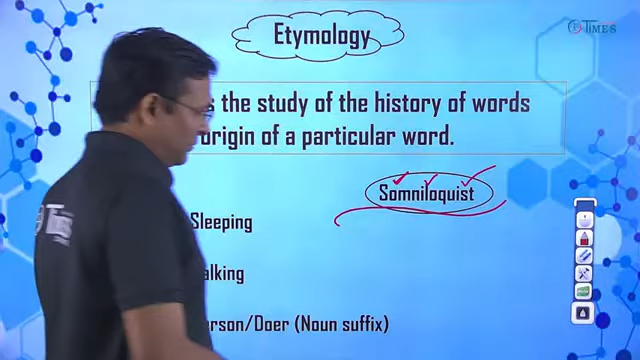 Etymology
TIMES
s the study of the history of words
origin of a particular word.
Somniloquist
Sleeping
alking
erson/Doer (Noun suffix)